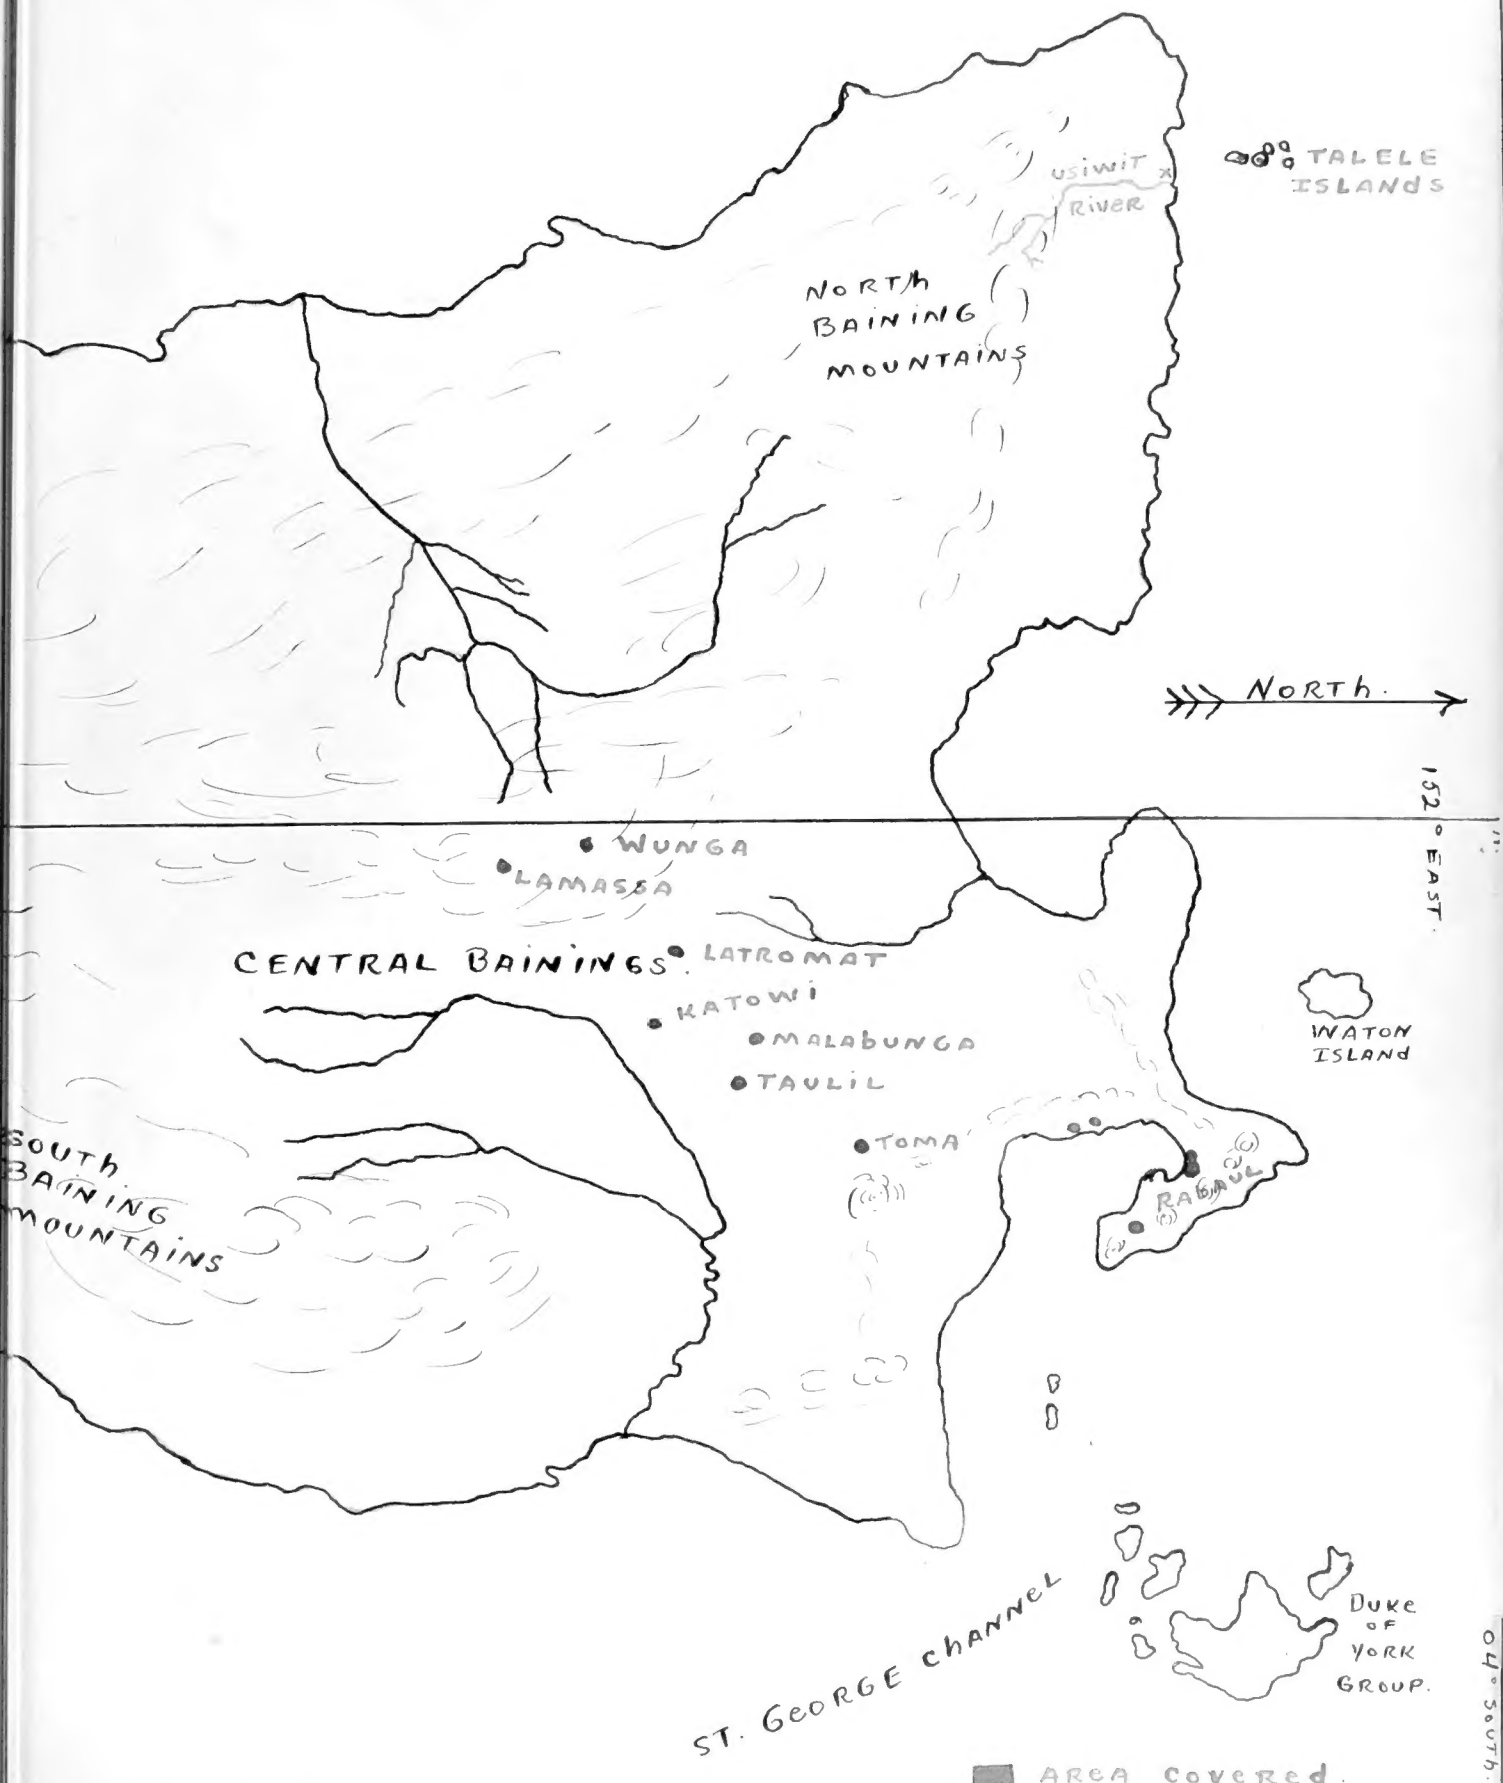 TALELE
ISLANDS
USIWIT
RIVER
NORTH
BAINING
MOUNTAINS
NORTH.
152° EAST.
WUNGA
LAMASSA
CENTRAL BAININGS.
LATROMAT
KATOWI
MALABUNGA
TAULIL
WATON
ISLAND
TOMA
RABAUL
SOUTH
BAINING
MOUNTAINS
DUKE
OF
YORK
GROUP.
ST. GEORGE CHANNEL
04° SOUTH.
AREA COVERED.